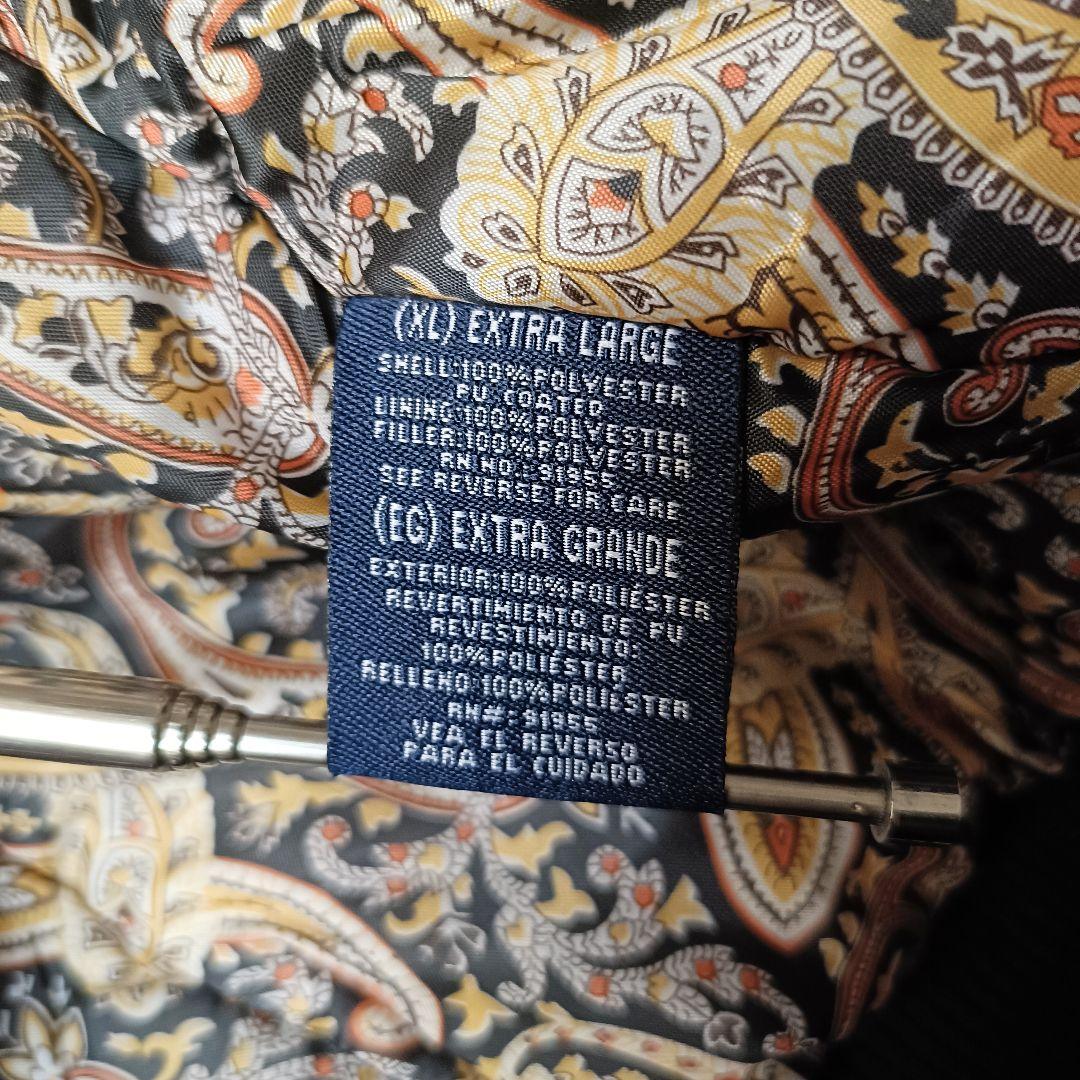 (XL) EXTRA LARGE
SHELL:100%POLYESTER
PU COATED
LINING:100%POLYESTER
FILLER:100%POLYESTER
RN NO.: 91955
SEE REVERSE FOR CARE
(EG) EXTRA GRANDE
EXTERIOR:100%POLIÉSTER
REVERTIMIENTO DE PU
REVESTIMIENTO:
100%POLIÉSTER
RELLENO:100%POLIÉSTER
RN#: 91955
VEA EL REVERSO
PARA EL CUIDADO